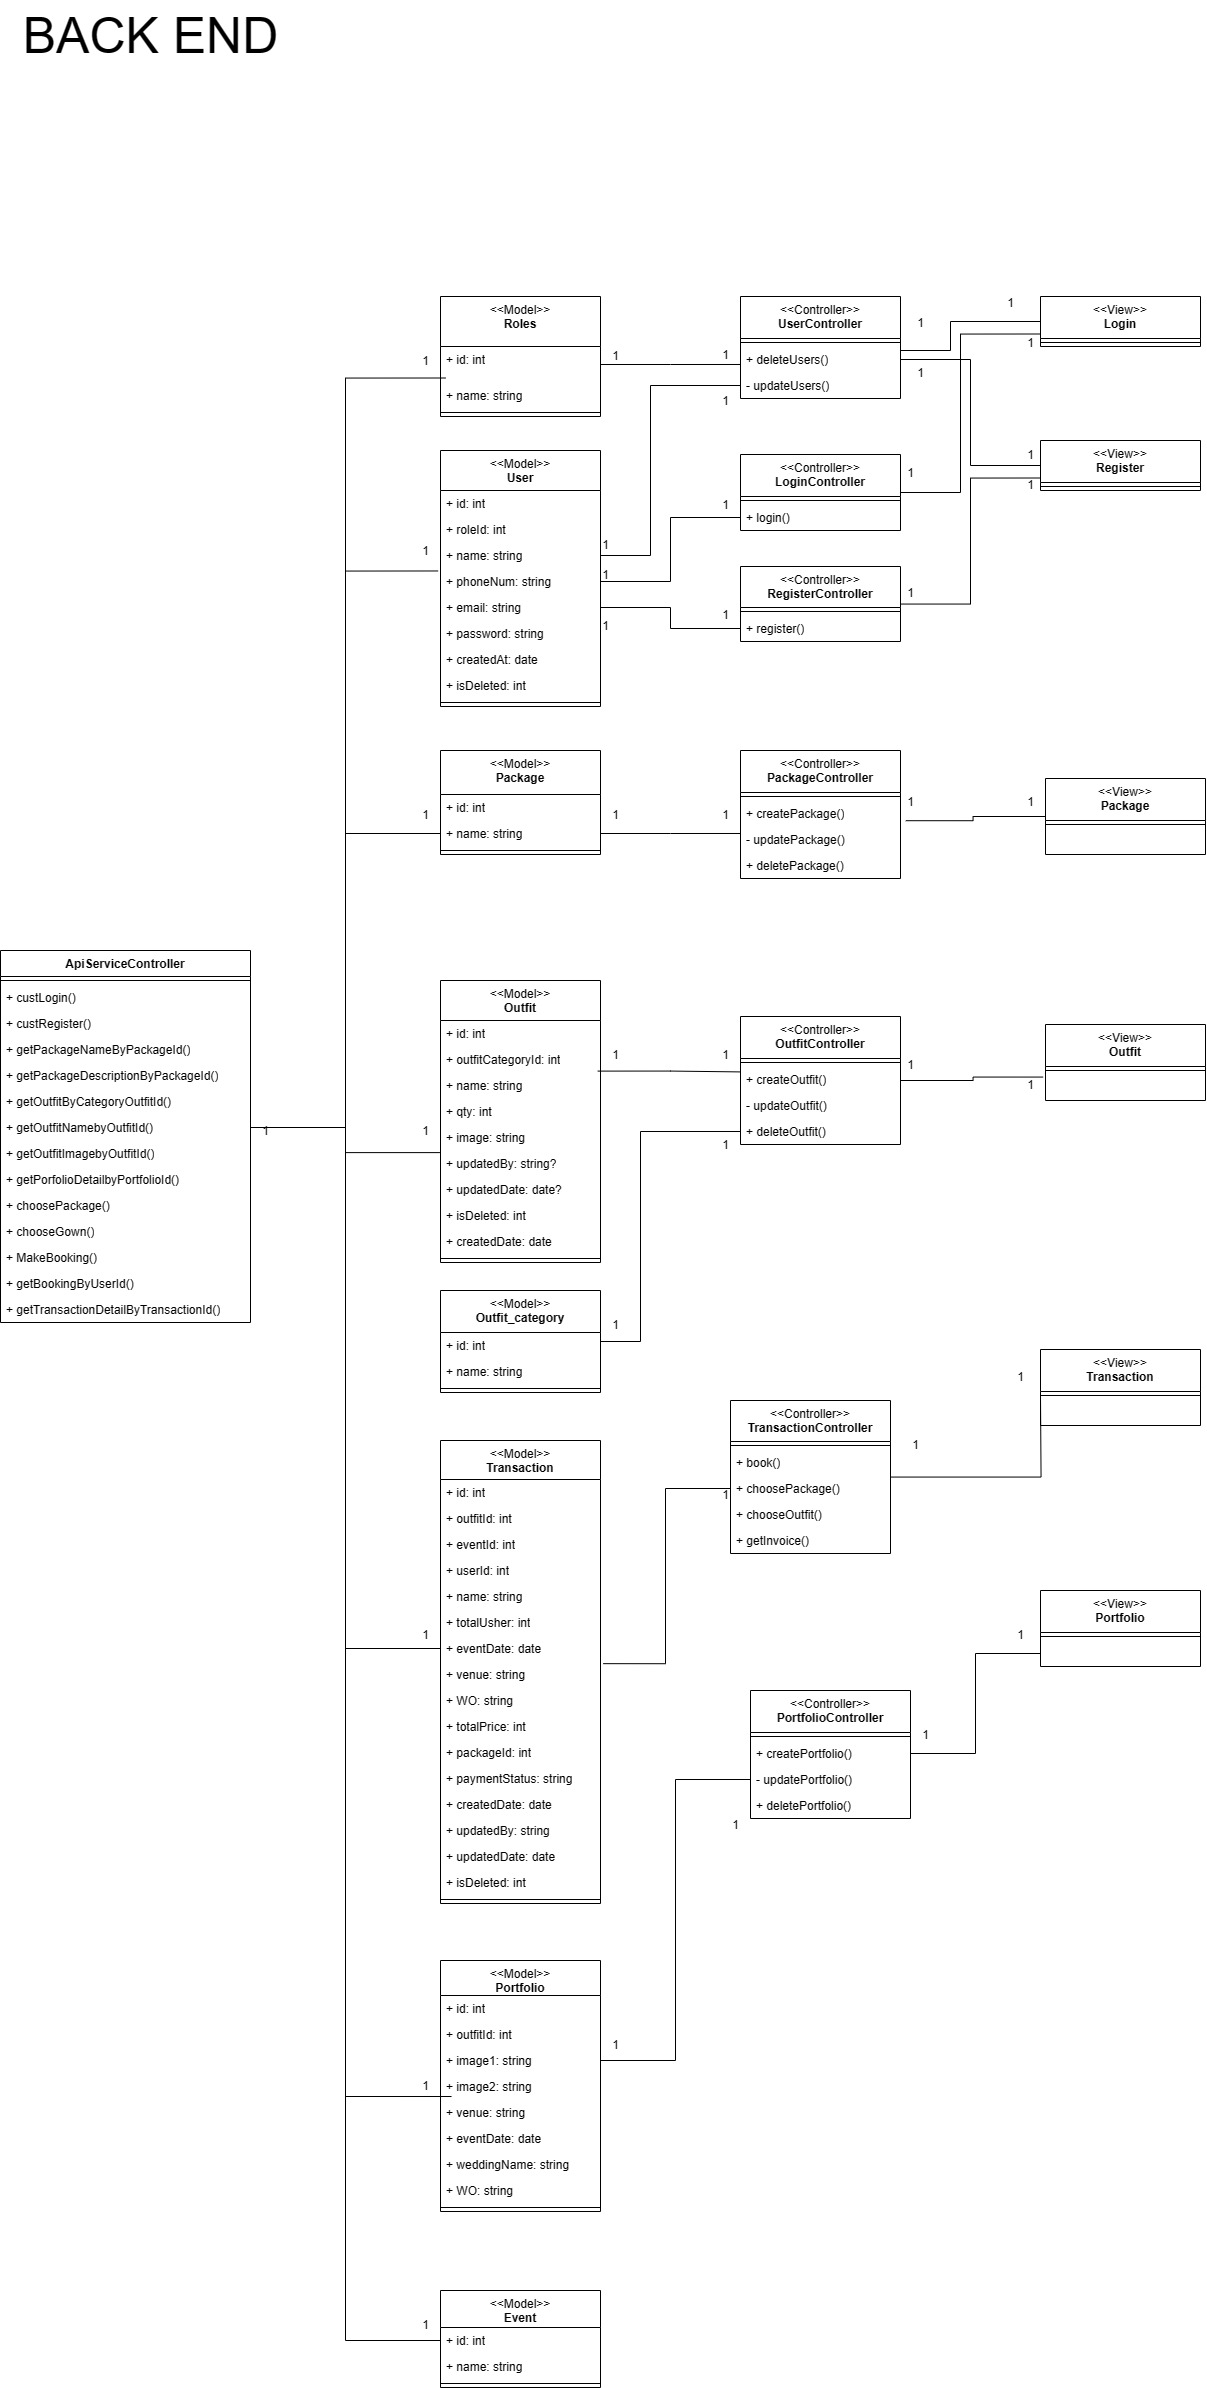 BACK END
<<Model>>
Roles
+ id: int
+ name: string
<<Controller>>
UserController
+ deleteUsers()
- updateUsers()
<<View>>
Login
1
1
1
1
1
1
1
1
<<Model>>
User
+ id: int
+ roleId: int
+ name: string
+ phoneNum: string
+ email: string
+ password: string
+ createdAt: date
+ isDeleted: int
<<Controller>>
LoginController
+ login()
<<View>>
Register
1
1
1
1
1
1
1
<<Controller>>
RegisterController
+ register()
1
1
1
<<Model>>
Package
+ id: int
+ name: string
<<Controller>>
PackageController
+ createPackage()
- updatePackage()
+ deletePackage()
<<View>>
Package
1
1
1
1
1
ApiServiceController
+ custLogin()
+ custRegister()
+ getPackageNameByPackageId()
+ getPackageDescriptionByPackageId()
+ getOutfitByCategoryOutfitId()
+ getOutfitNamebyOutfitId()
+ getOutfitImagebyOutfitId()
+ getPorfolioDetailbyPortfolioId()
+ choosePackage()
+ chooseGown()
+ MakeBooking()
+ getBookingByUserId()
+ getTransactionDetailByTransactionId()
1
<<Model>>
Outfit
+ id: int
+ outfitCategoryId: int
+ name: string
+ qty: int
+ image: string
+ updatedBy: string?
+ updatedDate: date?
+ isDeleted: int
+ createdDate: date
<<Controller>>
OutfitController
+ createOutfit()
- updateOutfit()
+ deleteOutfit()
<<View>>
Outfit
1
1
1
1
1
1
<<Model>>
Outfit_category
+ id: int
+ name: string
1
<<Model>>
Transaction
+ id: int
+ outfitId: int
+ eventId: int
+ userId: int
+ name: string
+ totalUsher: int
+ eventDate: date
+ venue: string
+ WO: string
+ totalPrice: int
+ packageId: int
+ paymentStatus: string
+ createdDate: date
+ updatedBy: string
+ updatedDate: date
+ isDeleted: int
<<Controller>>
TransactionController
+ book()
+ choosePackage()
+ chooseOutfit()
+ getInvoice()
<<View>>
Transaction
1
1
1
1
<<Controller>>
PortfolioController
+ createPortfolio()
- updatePortfolio()
+ deletePortfolio()
<<View>>
Portfolio
1
1
1
<<Model>>
Portfolio
+ id: int
+ outfitId: int
+ image1: string
+ image2: string
+ venue: string
+ eventDate: date
+ weddingName: string
+ WO: string
1
1
<<Model>>
Event
+ id: int
+ name: string
1